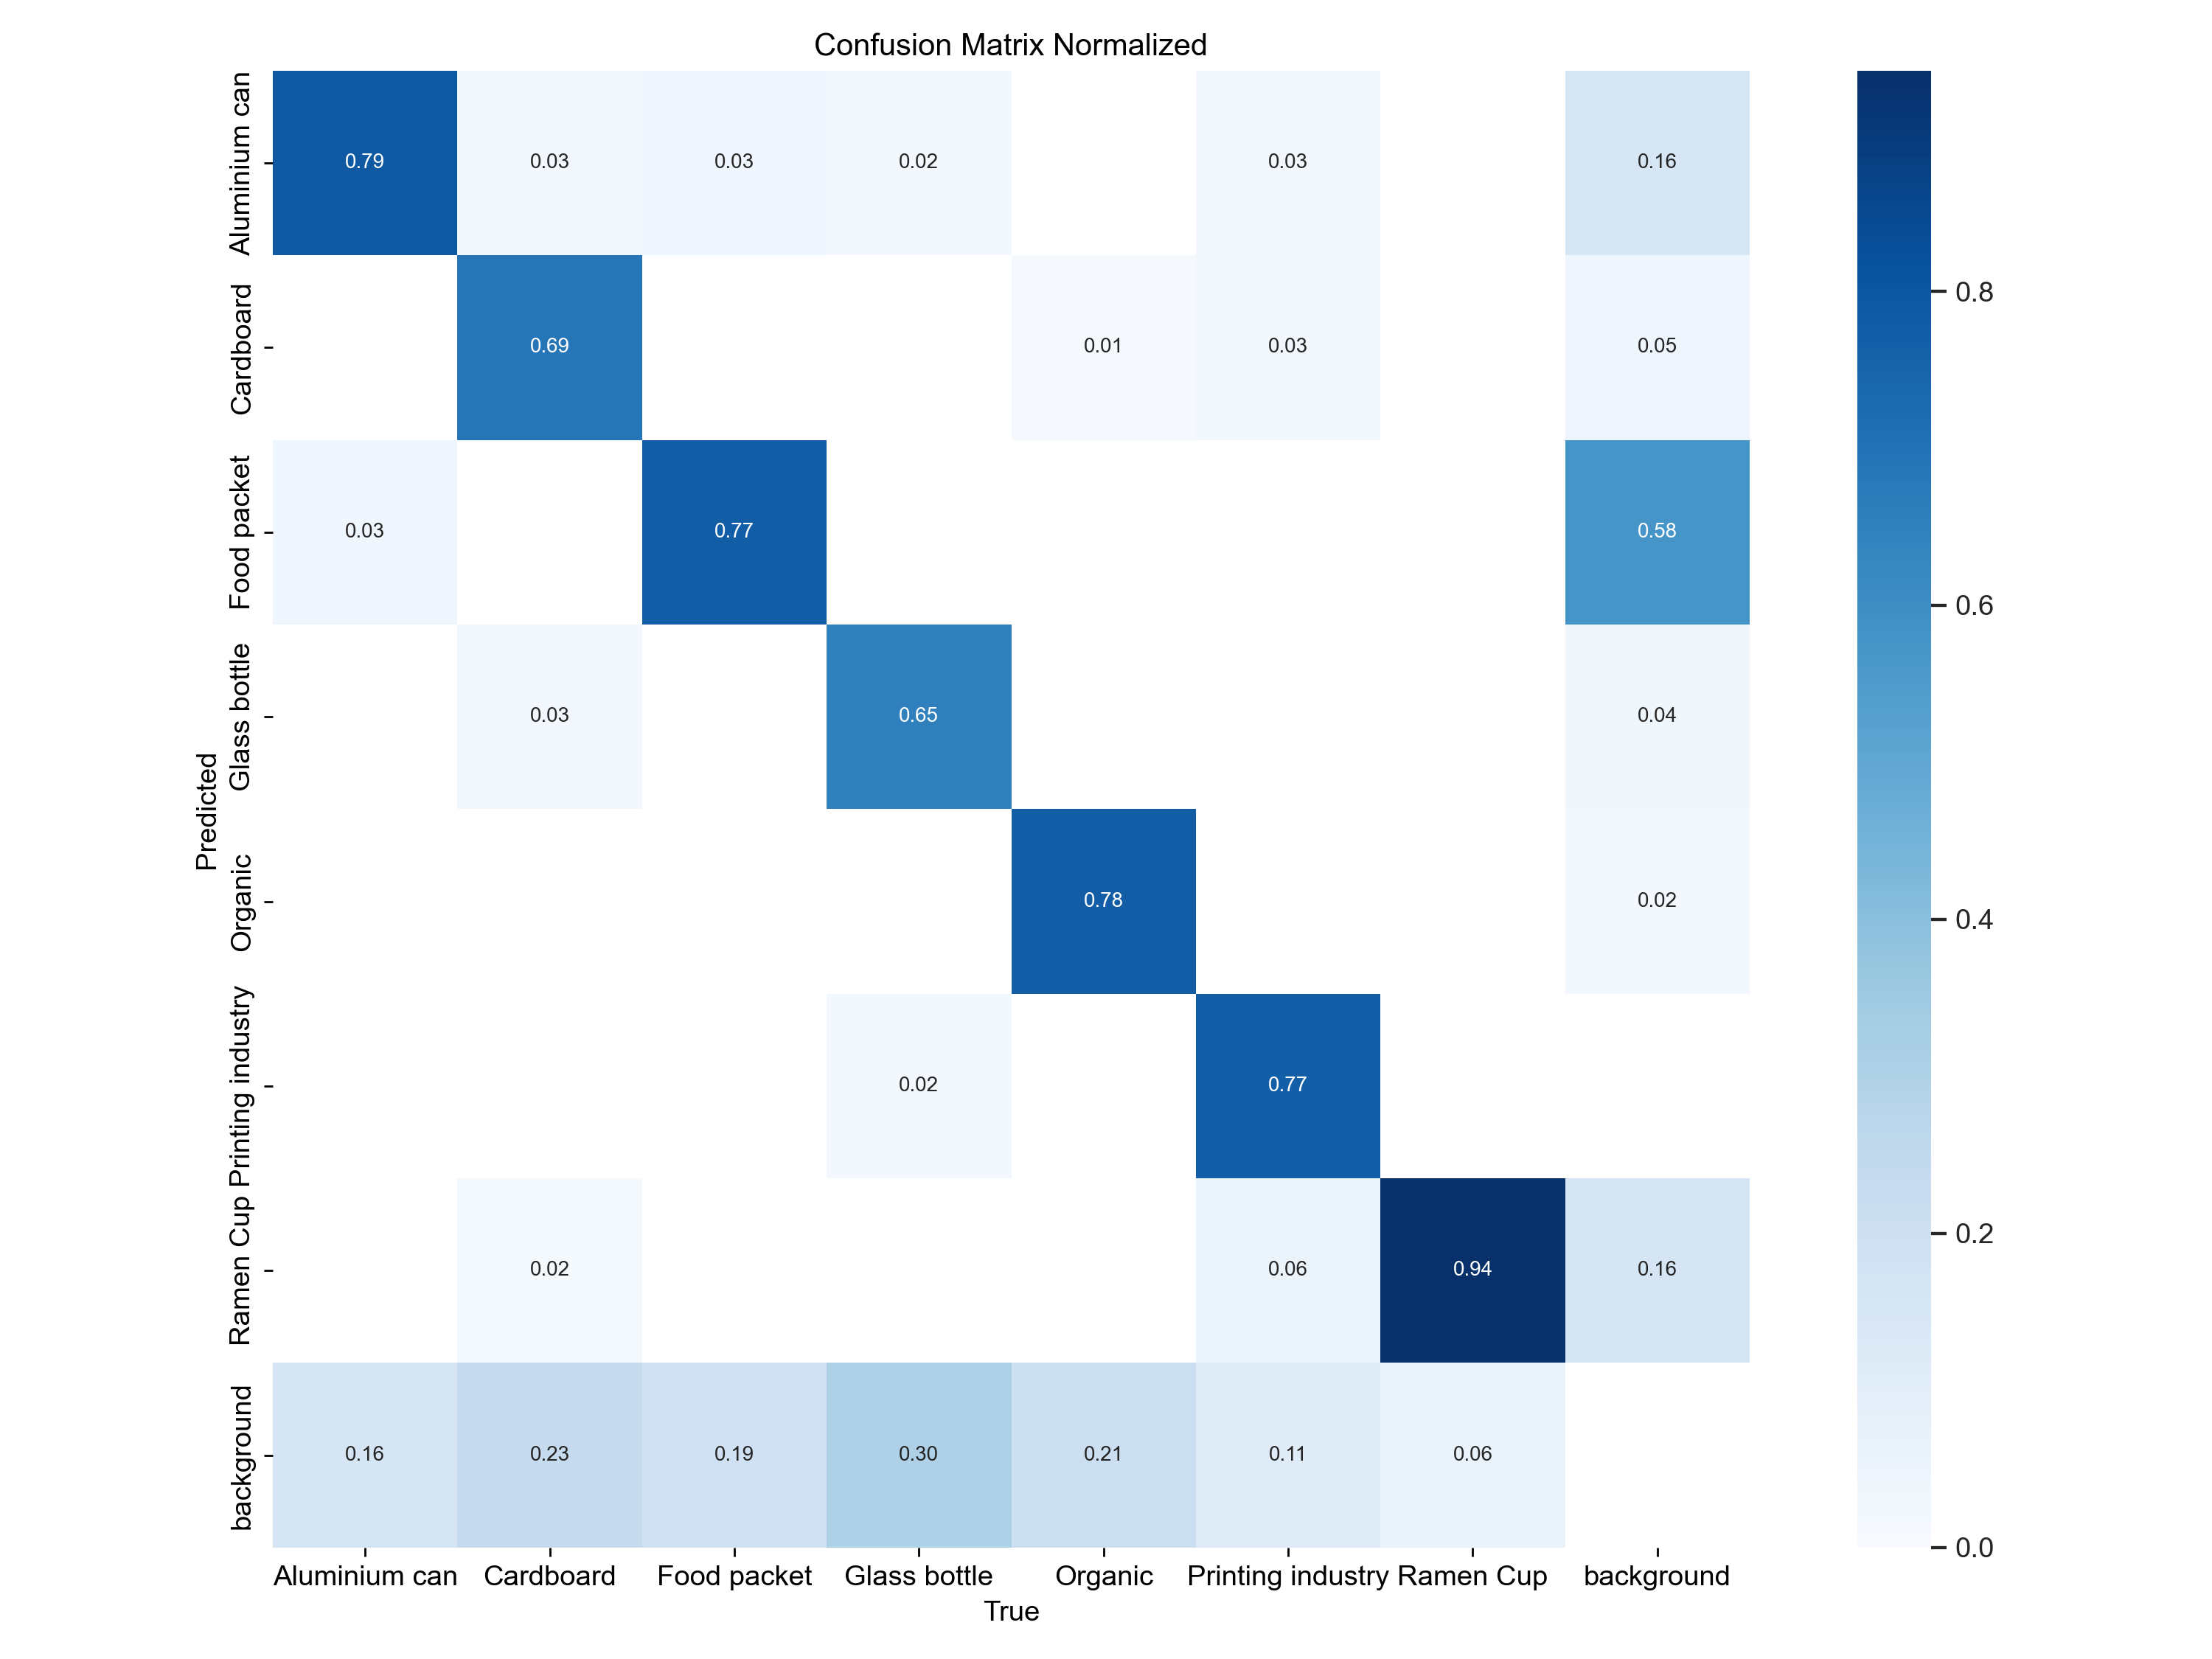 Confusion Matrix Normalized
Aluminium can
0.79
0.03
0.03
0.02
0.03
0.16
Cardboard
0.69
0.01
0.03
0.05
0.8
Food packet
0.03
0.77
0.58
0.6
Glass bottle
0.03
0.65
0.04
Predicted
Organic
0.78
0.02
0.4
Printing industry
0.02
0.77
Ramen Cup
0.02
0.06
0.94
0.16
0.2
background
0.16
0.23
0.19
0.30
0.21
0.11
0.06
0.0
Aluminium can
Cardboard
Food packet
Glass bottle
Organic
Printing industry
Ramen Cup
background
True